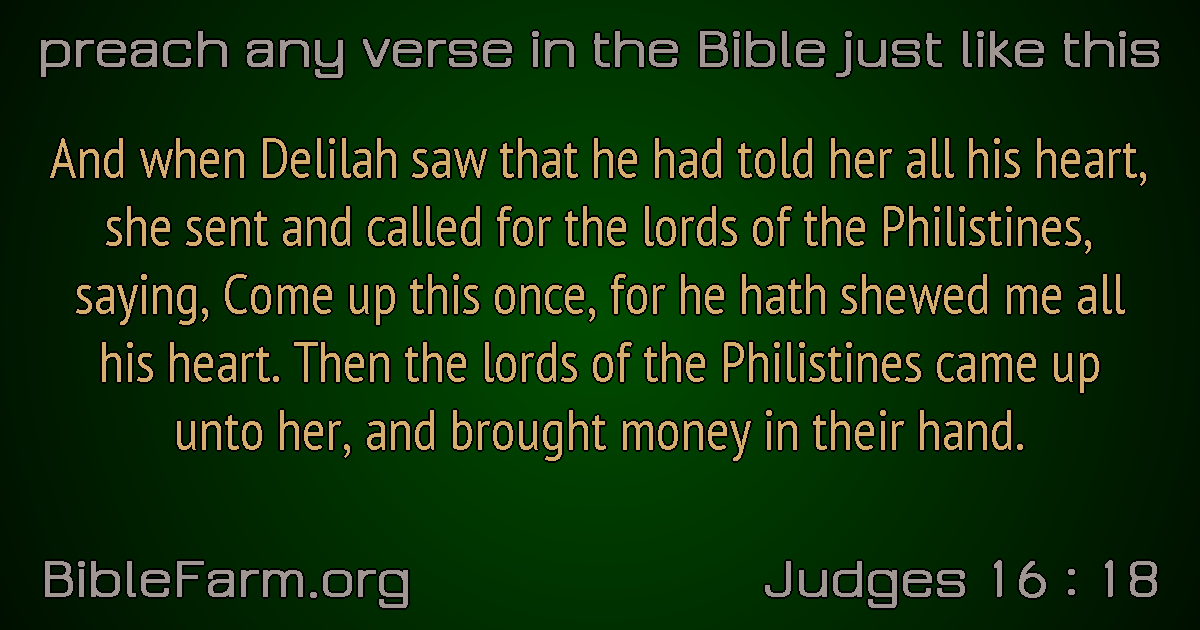 preach any verse in the Bible just like this
And when Delilah saw that he had told her all his heart,
she sent and called for the lords of the Philistines,
saying, Come up this once, for he hath shewed me all
his heart. Then the lords of the Philistines came up
unto her, and brought money in their hand.
BibleFarm.org
Judges 16 : 18